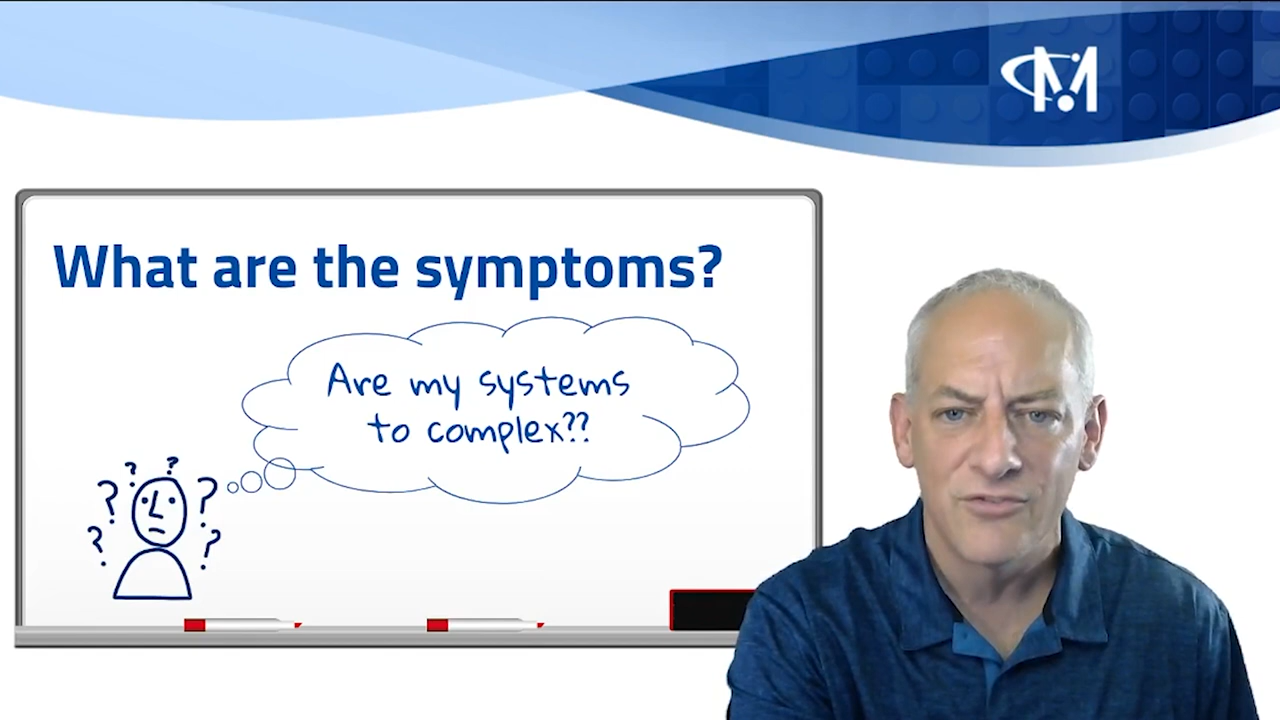 M
What are the symptoms?
Are my systems
to complex??
? ? ? ? ? ?